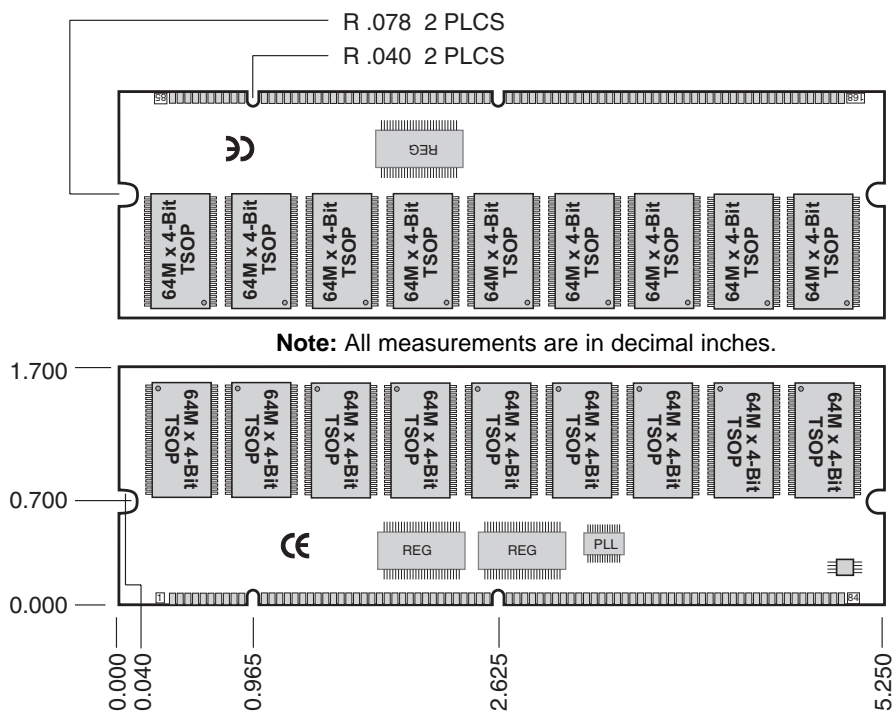 R .078 2 PLCS
R .040 2 PLCS
85
168
CE
REG
64M x 4-Bit
TSOP
64M x 4-Bit
TSOP
64M x 4-Bit
TSOP
64M x 4-Bit
TSOP
64M x 4-Bit
TSOP
64M x 4-Bit
TSOP
64M x 4-Bit
TSOP
64M x 4-Bit
TSOP
64M x 4-Bit
TSOP
Note: All measurements are in decimal inches.
1.700
64M x 4-Bit
TSOP
64M x 4-Bit
TSOP
64M x 4-Bit
TSOP
64M x 4-Bit
TSOP
64M x 4-Bit
TSOP
64M x 4-Bit
TSOP
64M x 4-Bit
TSOP
64M x 4-Bit
TSOP
64M x 4-Bit
TSOP
0.700
CE
REG
REG
PLL
0.000
1
84
0.000
0.040
0.965
2.625
5.250